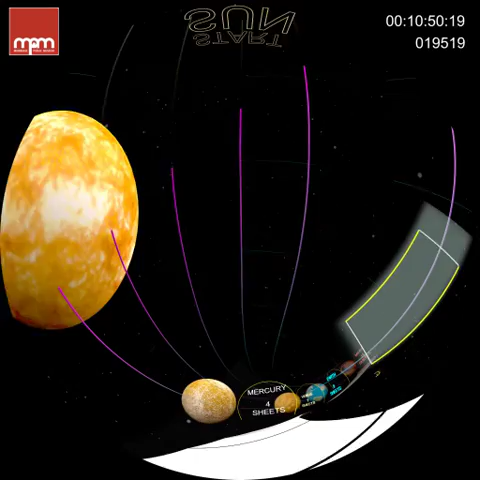 mpm
00:10:50:19
019519
SUN
START
MERCURY
4
SHEETS